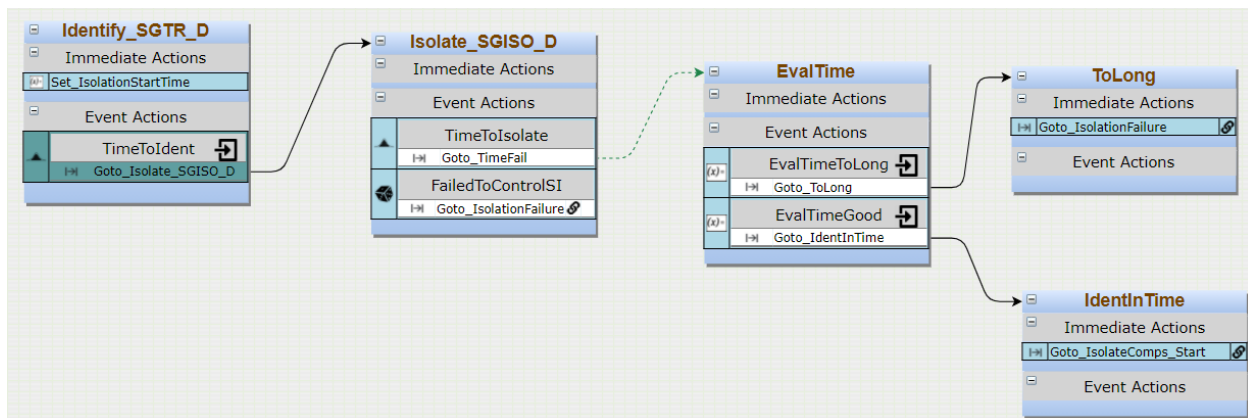 Identify_SGTR_D
Immediate Actions
Set_IsolationStartTime
Event Actions
TimeToIdent
Goto_Isolate_SGISO_D
Isolate_SGISO_D
Immediate Actions
Event Actions
TimeToIsolate
Goto_TimeFail
FailedToControlSI
Goto_IsolationFailure
EvalTime
Immediate Actions
Event Actions
(x)=
EvalTimeToLong
Goto_ToLong
(x)=
EvalTimeGood
Goto_IdentInTime
ToLong
Immediate Actions
Goto_IsolationFailure
Event Actions
IdentInTime
Immediate Actions
Goto_IsolateComps_Start
Event Actions